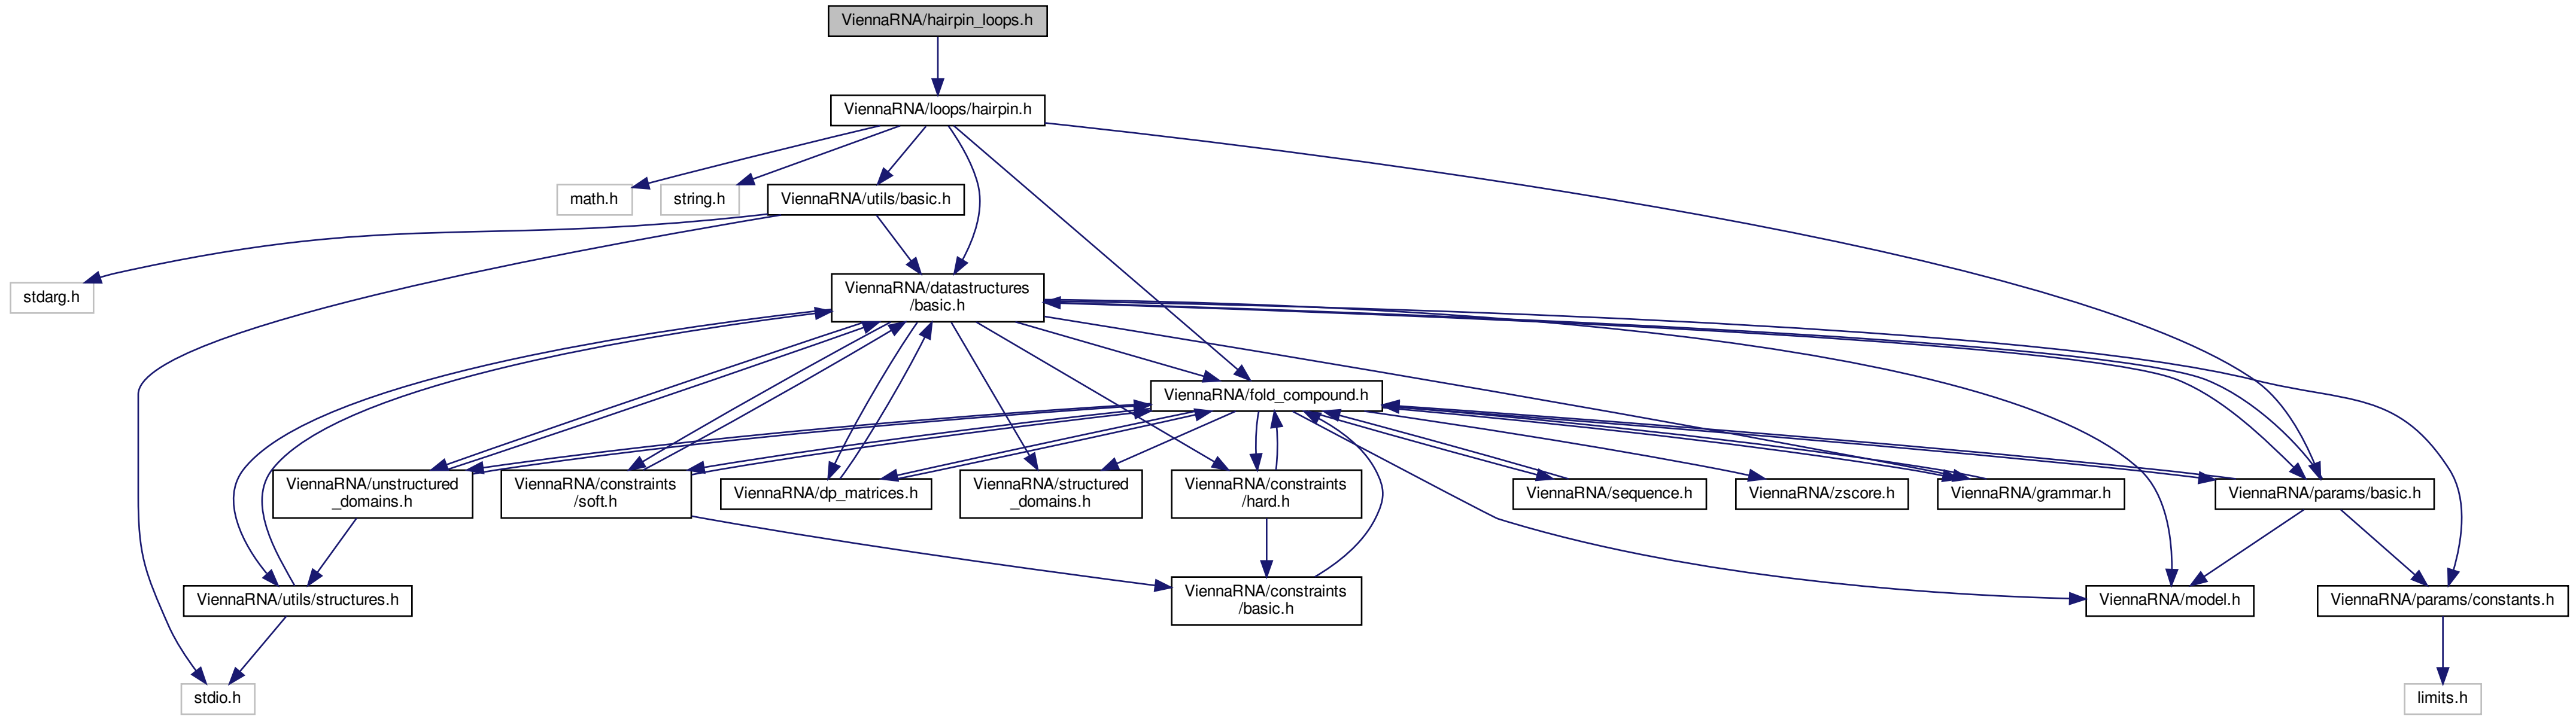 ViennaRNA/hairpin_loops.h
ViennaRNA/loops/hairpin.h
math.h
string.h
ViennaRNA/utils/basic.h
stdarg.h
ViennaRNA/datastructures
/basic.h
ViennaRNA/fold_compound.h
ViennaRNA/unstructured
_domains.h
ViennaRNA/constraints
/soft.h
ViennaRNA/dp_matrices.h
ViennaRNA/structured
_domains.h
ViennaRNA/constraints
/hard.h
ViennaRNA/sequence.h
ViennaRNA/zscore.h
ViennaRNA/grammar.h
ViennaRNA/params/basic.h
ViennaRNA/utils/structures.h
ViennaRNA/constraints
/basic.h
ViennaRNA/model.h
ViennaRNA/params/constants.h
stdio.h
limits.h